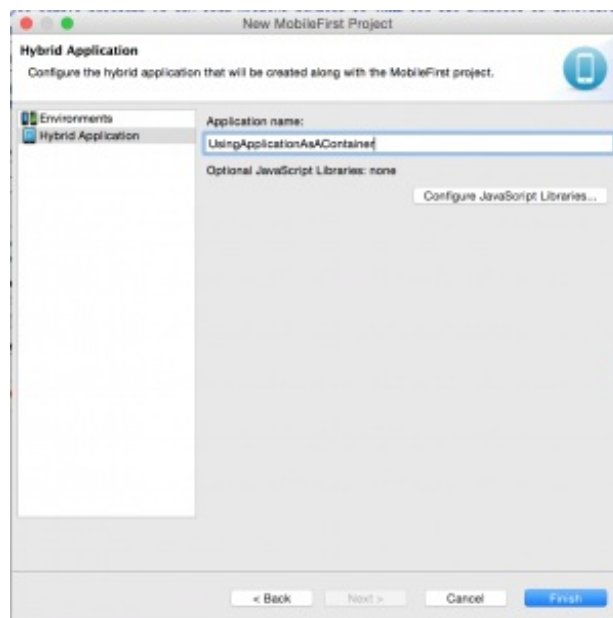 New MobileFirst Project
Hybrid Application
Configure the hybrid application that will be created along with the MobileFirst project.
Environments
Hybrid Application
Application name:
UsingApplicationAsAContainer
Optional JavaScript Libraries: none
Configure JavaScript Libraries...
< Back
Next >
Cancel
Finish